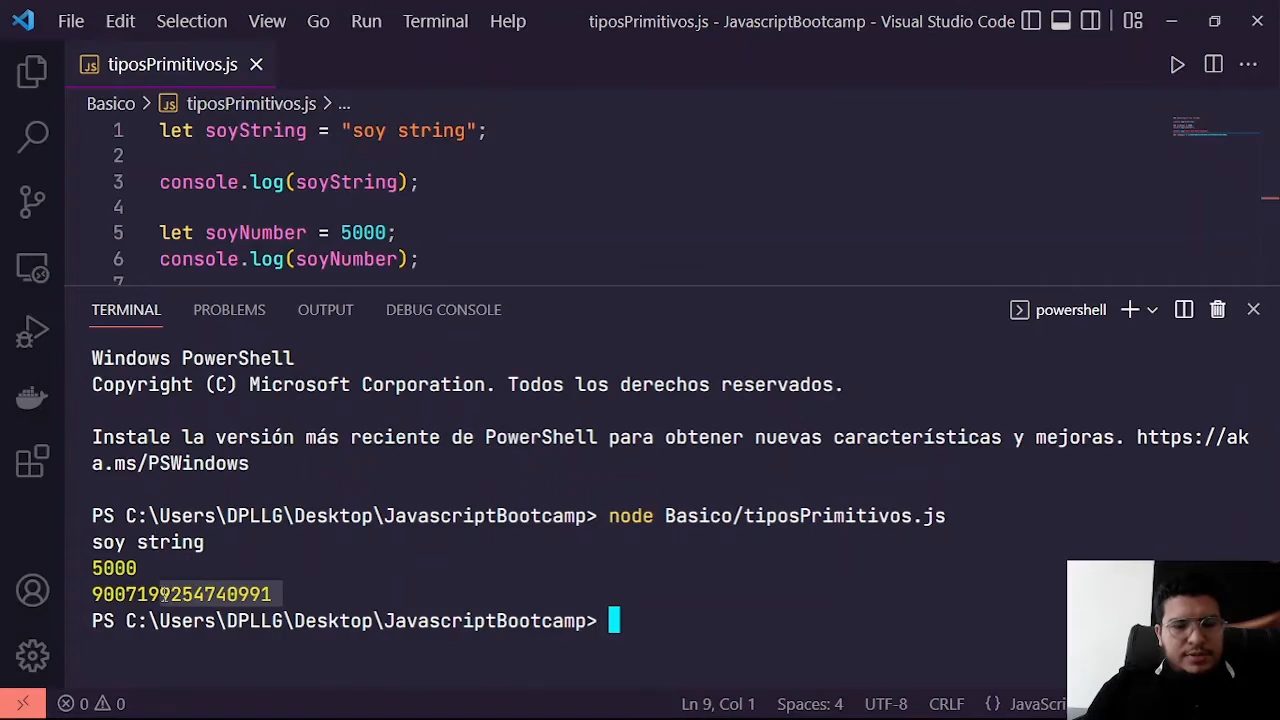 File Edit Selection View Go Run Terminal Help tiposPrimitivos.js - JavascriptBootcamp - Visual Studio Code
JS tiposPrimitivos.js
Basico > JS tiposPrimitivos.js > ...
1 let soyString = "soy string";
2
3 console.log(soyString);
4
5 let soyNumber = 5000;
6 console.log(soyNumber);
7
TERMINAL PROBLEMS OUTPUT DEBUG CONSOLE powershell
Windows PowerShell
Copyright (C) Microsoft Corporation. Todos los derechos reservados.
Instale la versión más reciente de PowerShell para obtener nuevas características y mejoras. https://ak
a.ms/PSWindows
PS C:\Users\DPLLG\Desktop\JavascriptBootcamp> node Basico/tiposPrimitivos.js
soy string
5000
9007199254740991
PS C:\Users\DPLLG\Desktop\JavascriptBootcamp>
0 0 Ln 9, Col 1 Spaces: 4 UTF-8 CRLF {} JavaScri